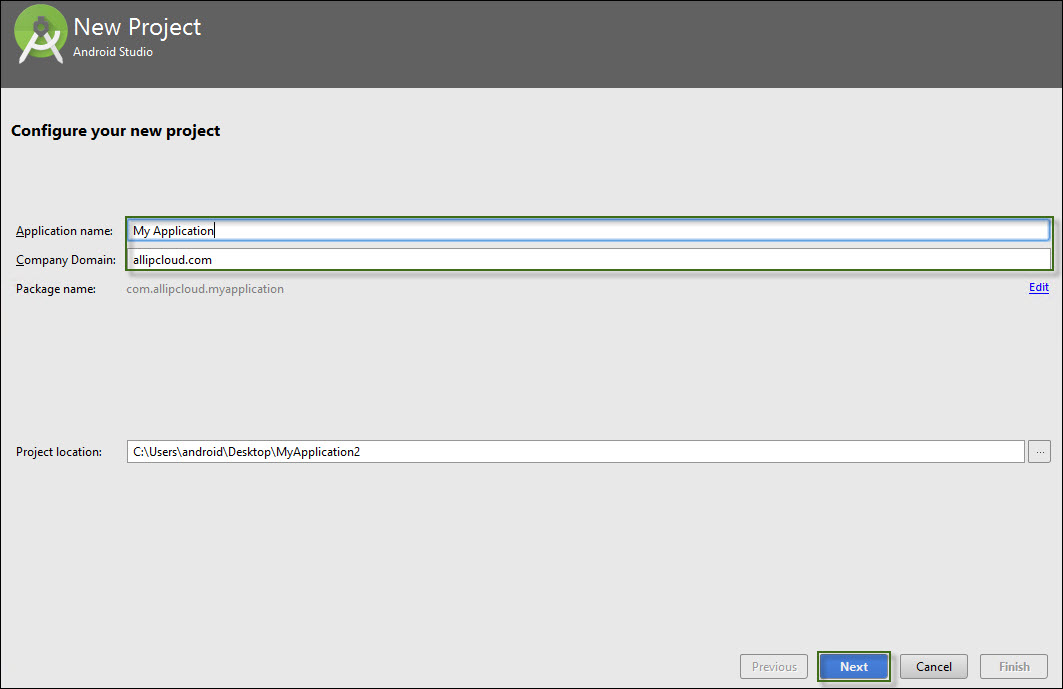 New Project
Android Studio
Configure your new project
Application name: My Application
Company Domain: allipcloud.com
Package name: com.allipcloud.myapplication Edit
Project location: C:\Users\android\Desktop\MyApplication2 ...
Previous Next Cancel Finish